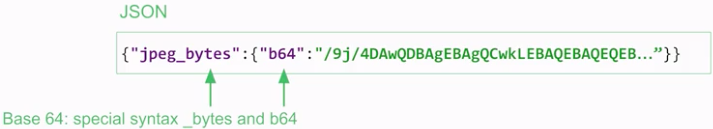 JSON
{"jpeg_bytes":{"b64":"/9j/4DAwQDBAgEBAgQCwkLEBAQEBAQEQEB…”}}
Base 64: special syntax _bytes and b64